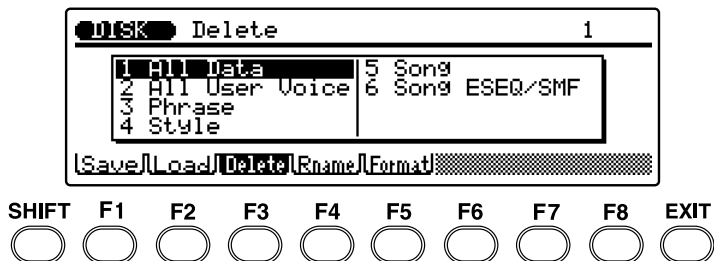 DISK Delete 1
1 All Data 5 Song
2 All User Voice 6 Song ESEQ/SMF
3 Phrase
4 Style
Save Load Delete Rname Format
SHIFT F1 F2 F3 F4 F5 F6 F7 F8 EXIT